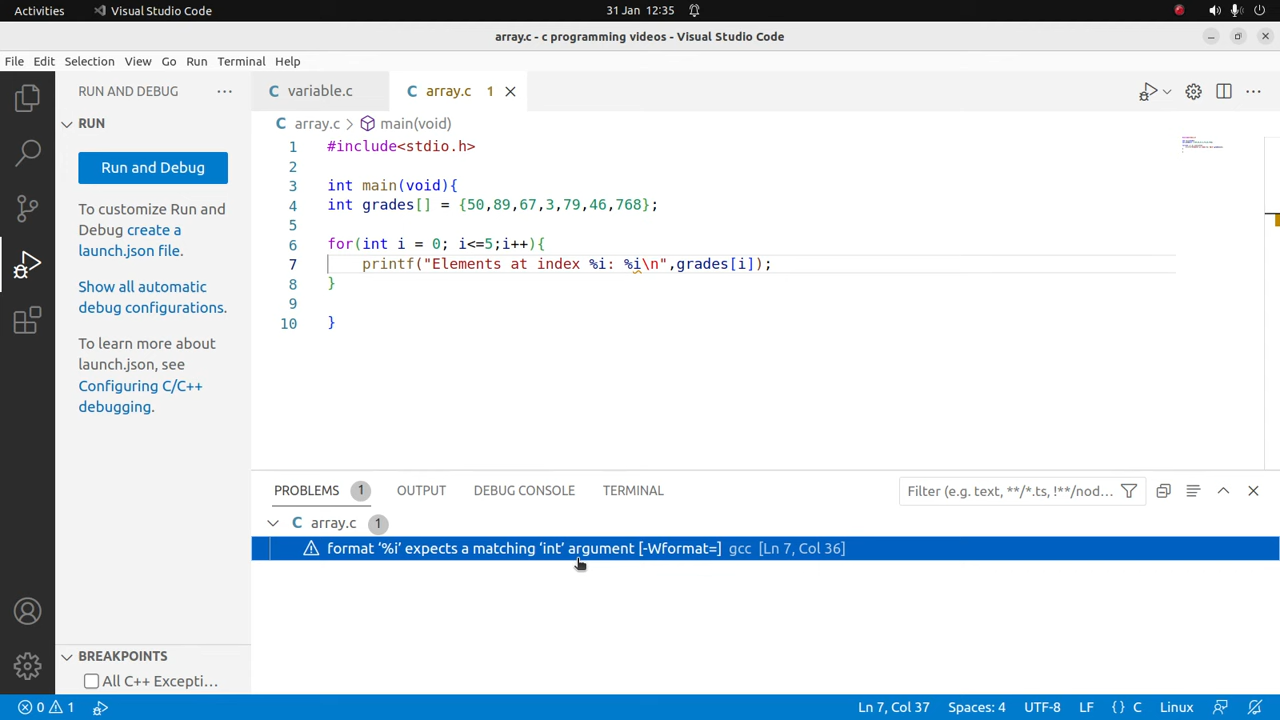 Activities
Visual Studio Code
31 Jan 12:35
array.c - c programming videos - Visual Studio Code
File Edit Selection View Go Run Terminal Help
RUN AND DEBUG ···
C variable.c
C array.c 1
RUN
Run and Debug
To customize Run and
Debug create a
launch.json file.
Show all automatic
debug configurations.
To learn more about
launch.json, see
Configuring C/C++
debugging.
BREAKPOINTS
All C++ Excepti...
C array.c > main(void)
1 #include<stdio.h>
2
3 int main(void){
4 int grades[] = {50,89,67,3,79,46,768};
5
6 for(int i = 0; i<=5;i++){
7 printf("Elements at index %i: %i\n",grades[i]);
8 }
9
10 }
PROBLEMS 1 OUTPUT DEBUG CONSOLE TERMINAL
Filter (e.g. text, **/*.ts, !**/nod...
C array.c 1
format ‘%i’ expects a matching ‘int’ argument [-Wformat=] gcc [Ln 7, Col 36]
0 1
Ln 7, Col 37 Spaces: 4 UTF-8 LF {} C Linux